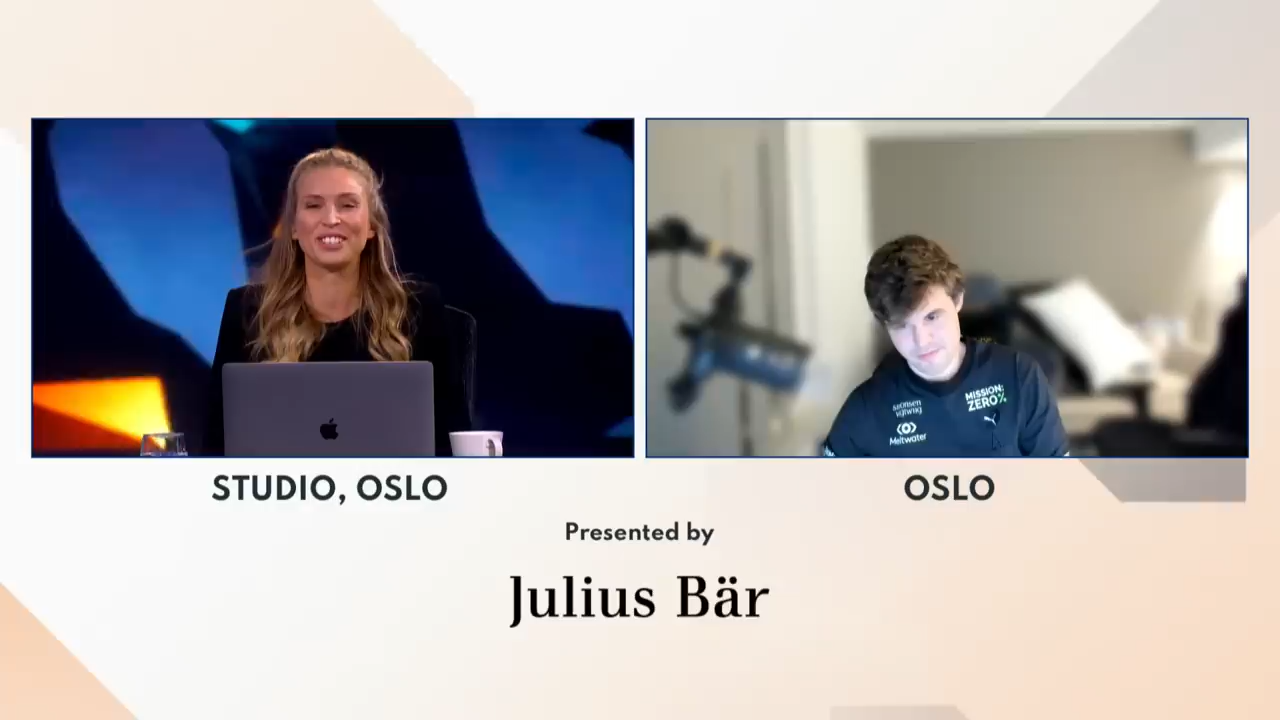 MISSION:
ZERO%
Meltwater
STUDIO, OSLO
OSLO
Presented by
Julius Bär